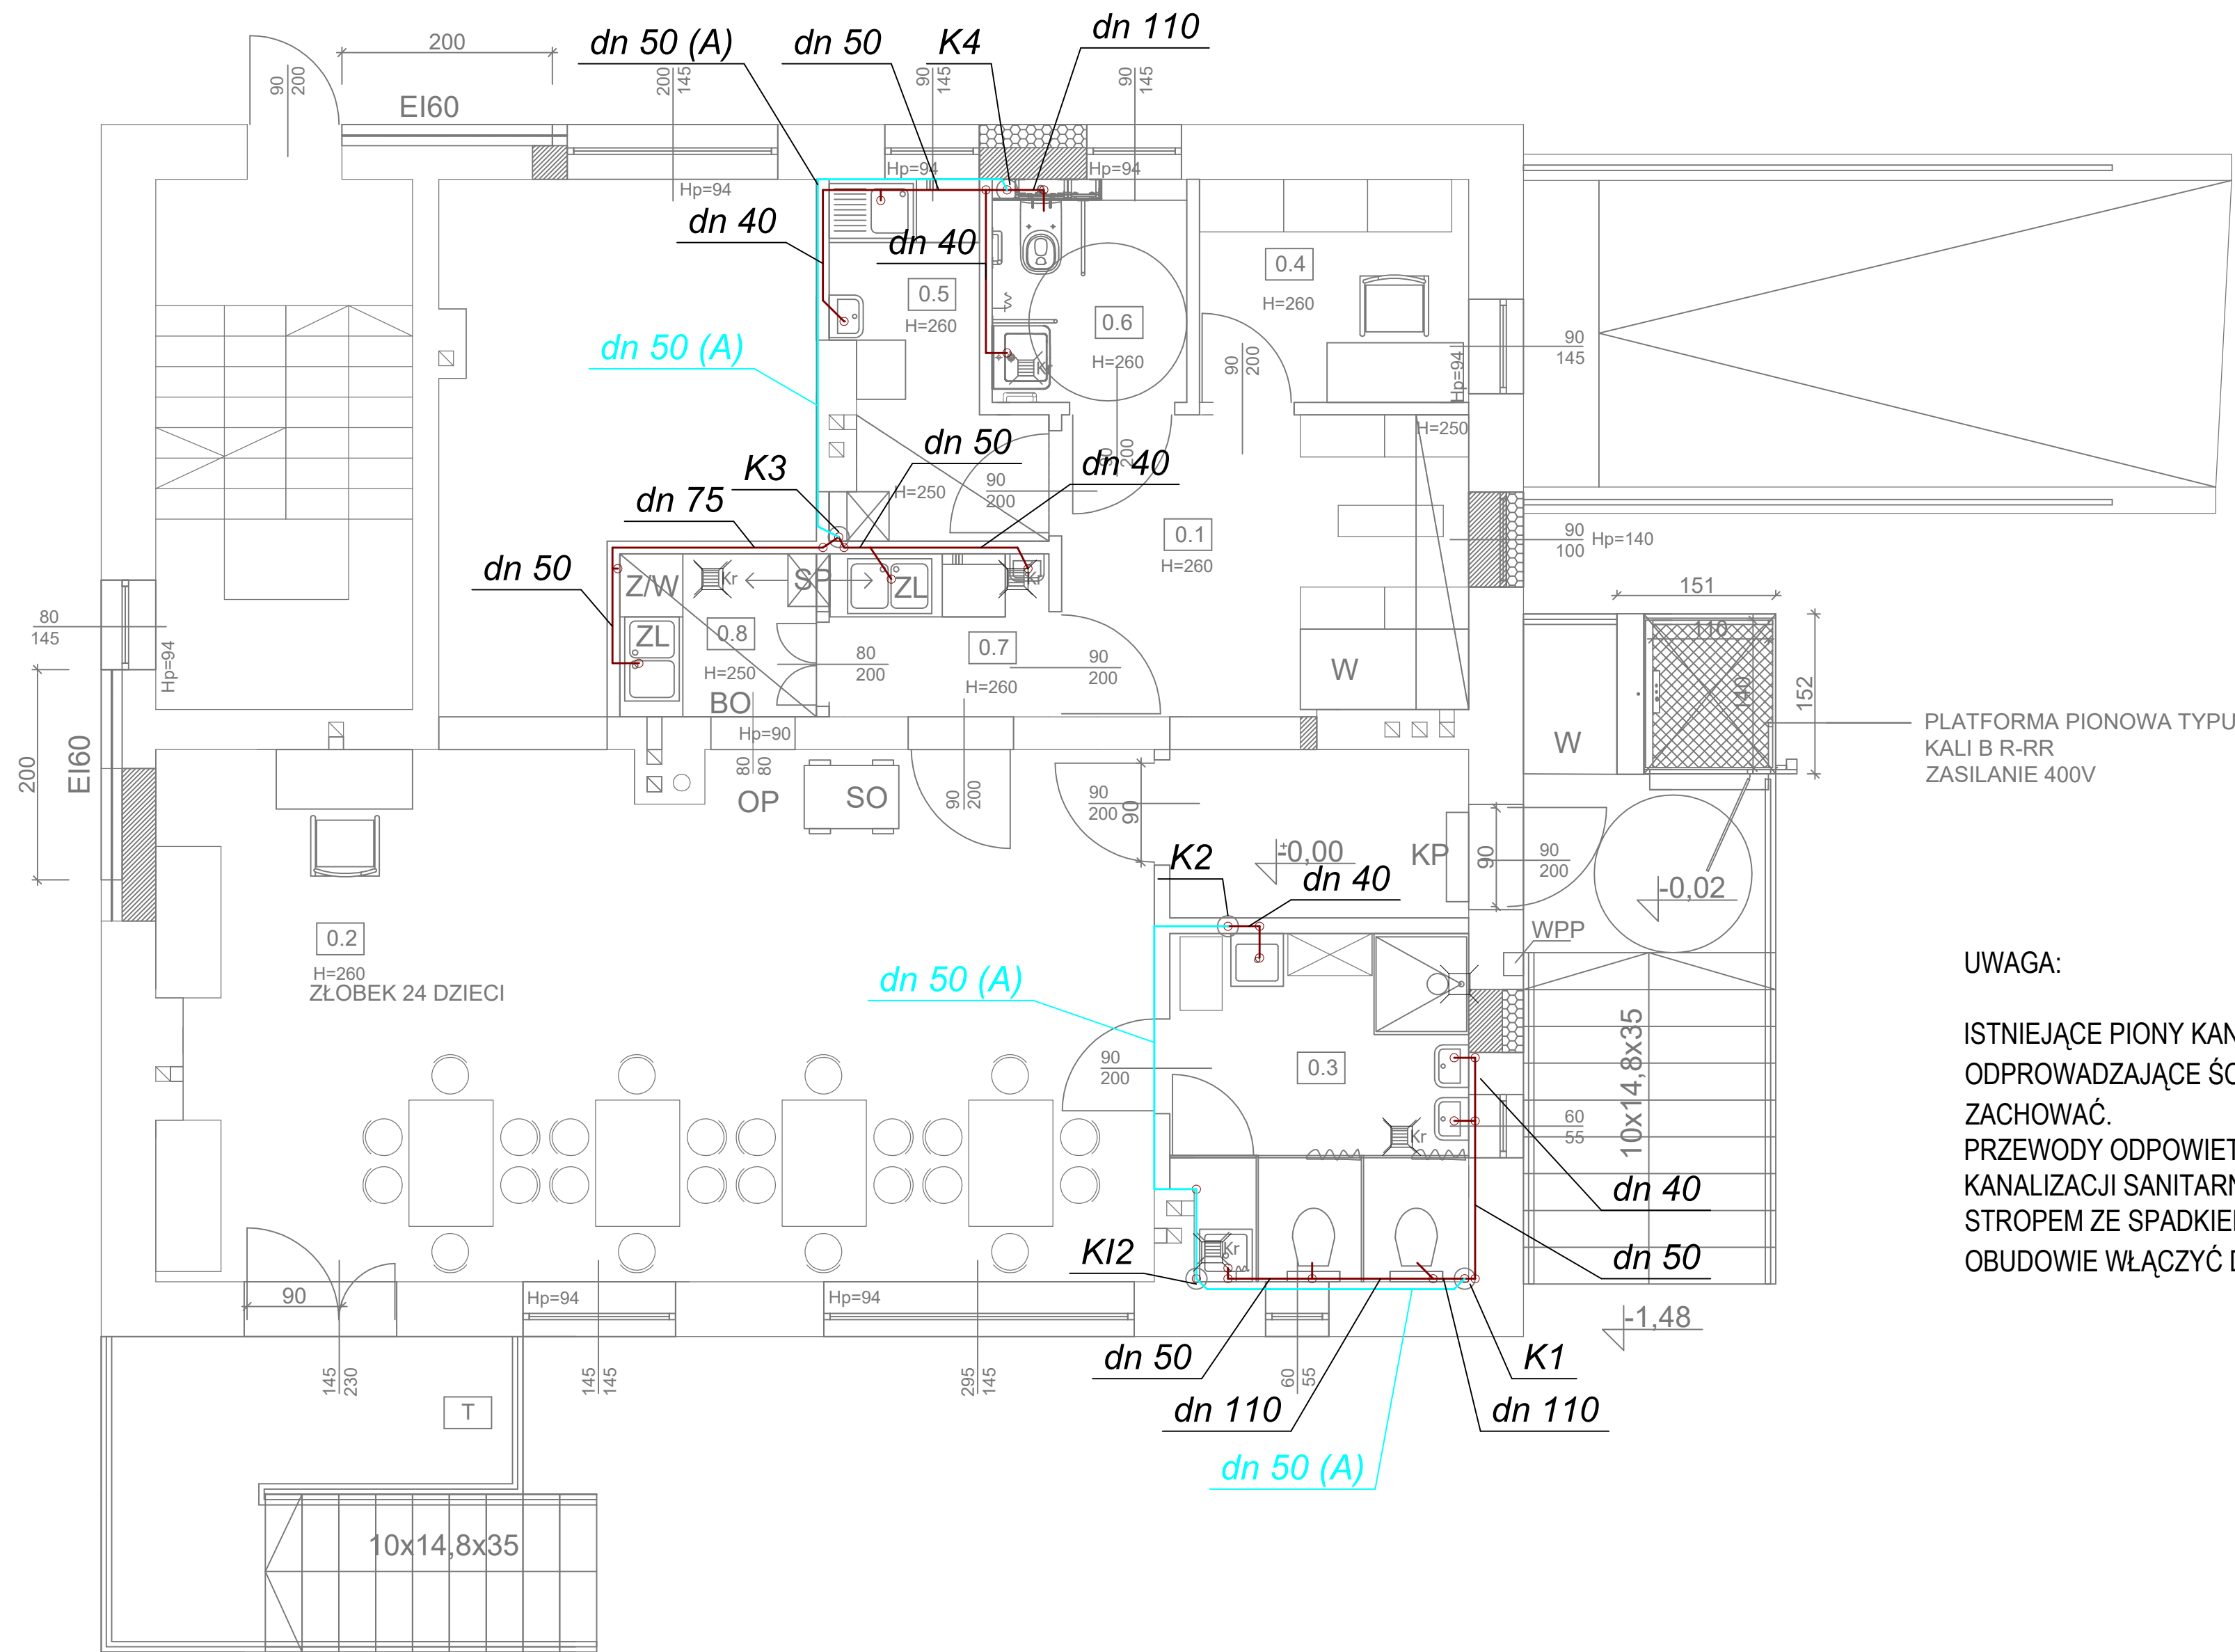 dn 50 (A)
dn 50
K4
dn 110
200
90
200
EI60
200
145
90
145
90
145
Hp=94
Hp=94
Hp=94
dn 40
dn 40
0.5
H=260
0.6
H=260
0.4
H=260
Kr
90
200
Hp=94
90
145
dn 50 (A)
H=250
dn 50
K3
dn 40
200
90
200
H=250
dn 75
0.1
H=260
90
100
Hp=140
dn 50
Z/W
Kr
SP
ZL
Kr
ZL
0.8
H=250
BO
0.7
H=260
80
200
90
200
80
145
Hp=94
W
W
151
110
140
152
PLATFORMA PIONOWA TYPU
KALI B R-RR
ZASILANIE 400V
200
EI60
Hp=90
80
80
OP
SO
90
200
90
200
90
K2
±0,00
dn 40
KP
90
90
200
-0,02
WPP
0.2
H=260
ZŁOBEK 24 DZIECI
dn 50 (A)
90
200
0.3
Kr
60
55
10x14,8x35
UWAGA:
ISTNIEJĄCE PIONY KAN
ODPROWADZAJĄCE ŚC
ZACHOWAĆ.
PRZEWODY ODPOWIET
KANALIZACJI SANITARN
STROPEM ZE SPADKIE
OBUDOWIE WŁĄCZYĆ D
dn 40
dn 50
KI2
Kr
90
Hp=94
Hp=94
-1,48
dn 50
K1
145
230
145
145
295
145
60
55
T
dn 110
dn 110
dn 50 (A)
10x14,8x35